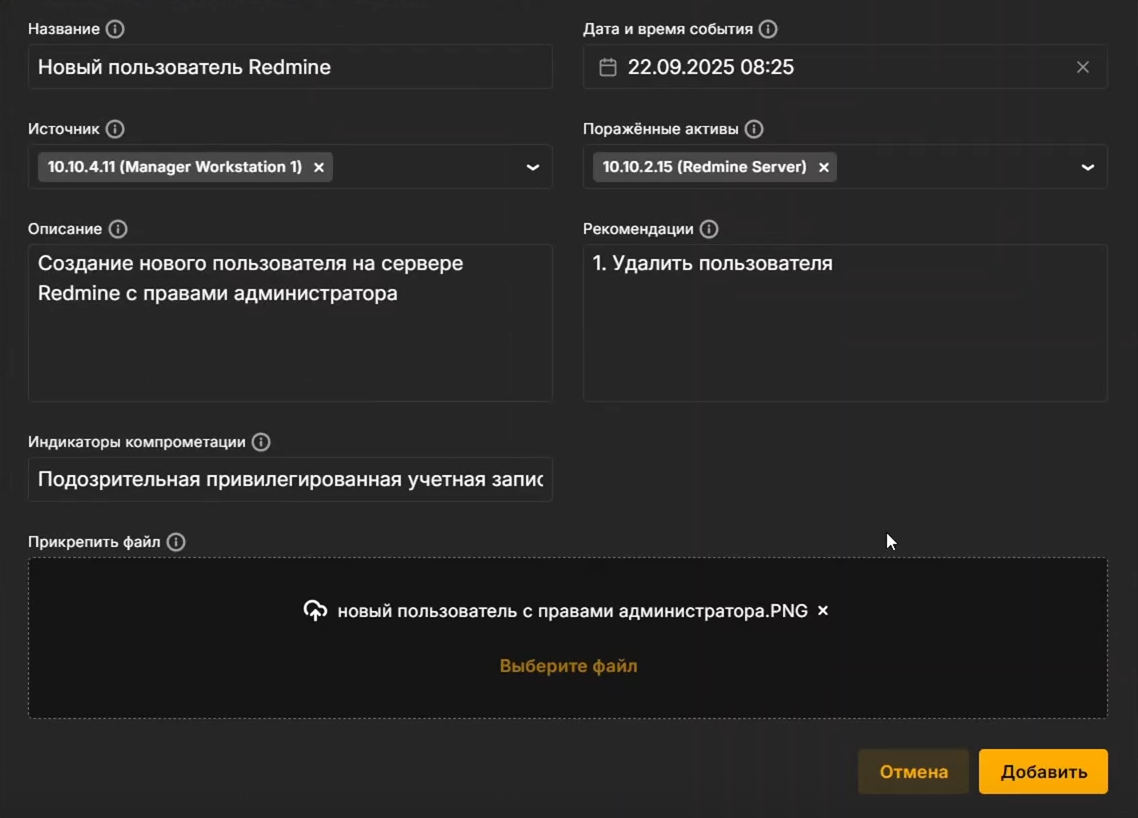 Название
Дата и время события
Новый пользователь Redmine
22.09.2025 08:25
Источник
Поражённые активы
10.10.4.11 (Manager Workstation 1)
10.10.2.15 (Redmine Server)
Описание
Рекомендации
Создание нового пользователя на сервере
Redmine с правами администратора
1. Удалить пользователя
Индикаторы компрометации
Подозрительная привилегированная учетная запис
Прикрепить файл
новый пользователь с правами администратора.PNG
Выберите файл
Отмена
Добавить